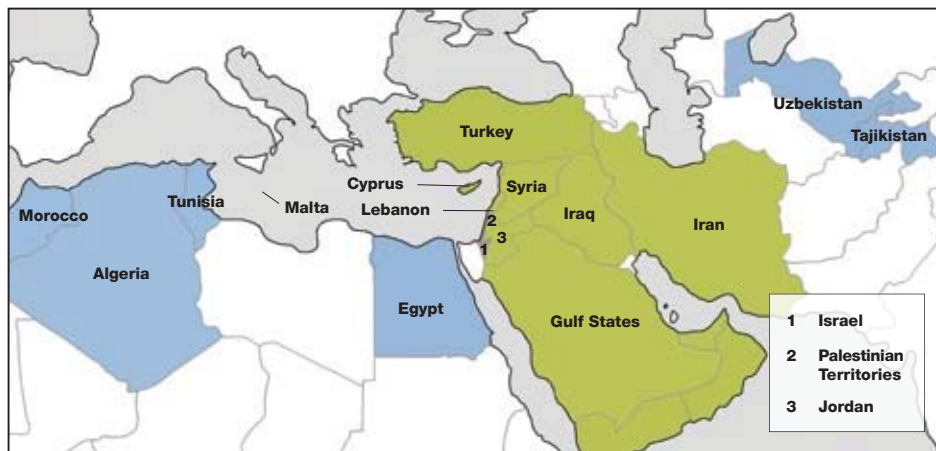 Uzbekistan
Tajikistan
Turkey
Cyprus
Syria
Morocco
Tunisia
Malta
Lebanon
Iraq
Iran
2
3
1
Algeria
Egypt
Gulf States
1 Israel
2 Palestinian
Territories
3 Jordan